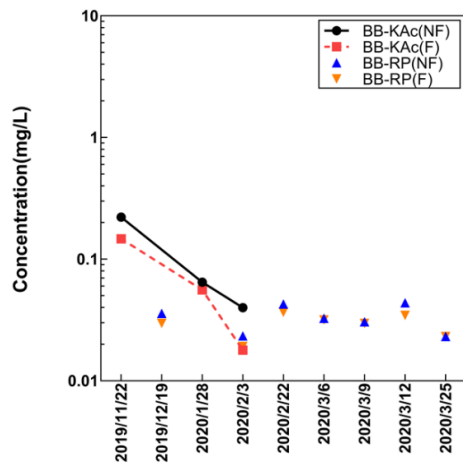 10
1
0.1
0.01
Concentration(mg/L)
BB-KAc(NF)
BB-KAc(F)
BB-RP(NF)
BB-RP(F)
2019/11/22
2019/12/19
2020/1/28
2020/2/3
2020/2/22
2020/3/6
2020/3/9
2020/3/12
2020/3/25